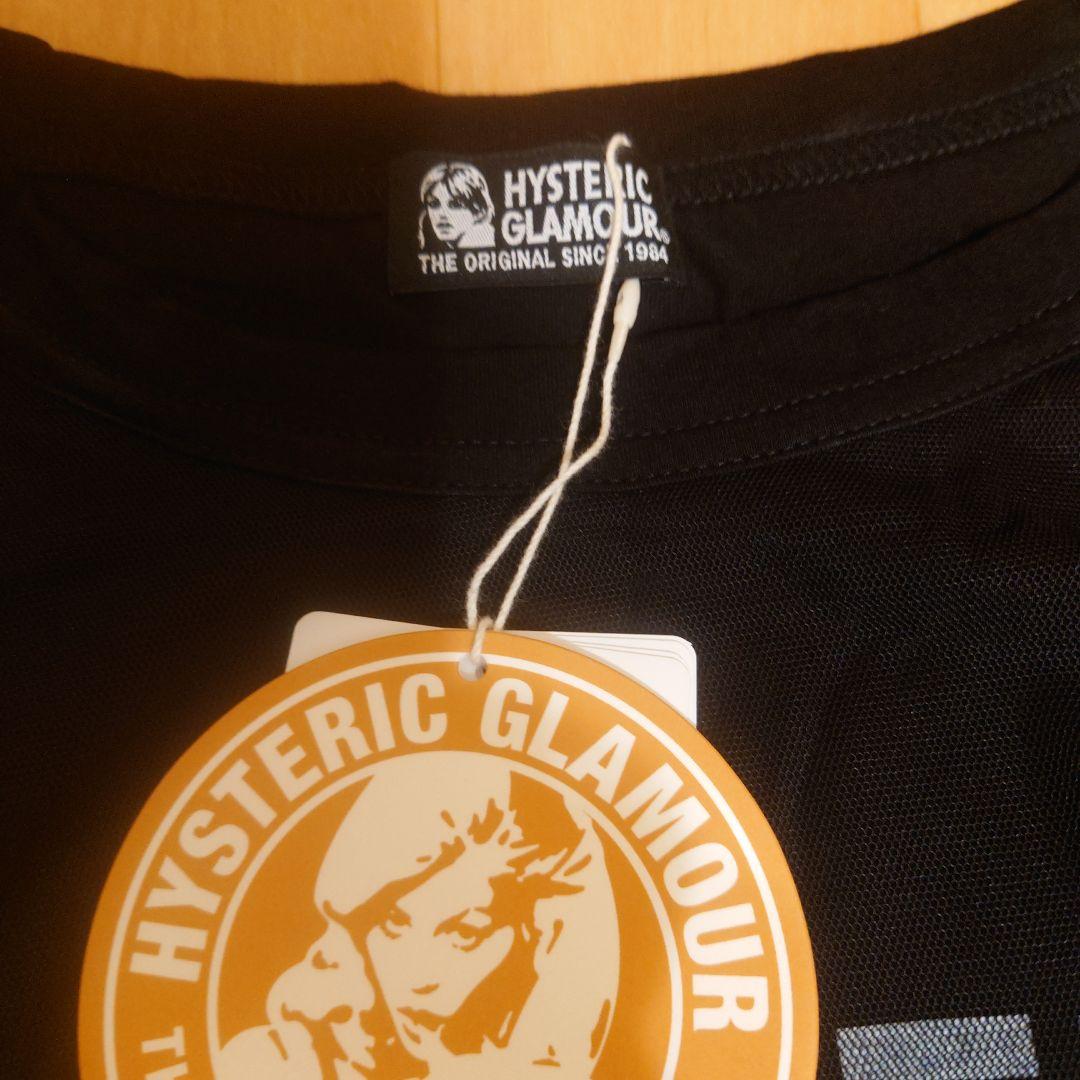 HYSTERIC
GLAMOUR®
THE ORIGINAL SINCE 1984
HYSTERIC GLAMOUR